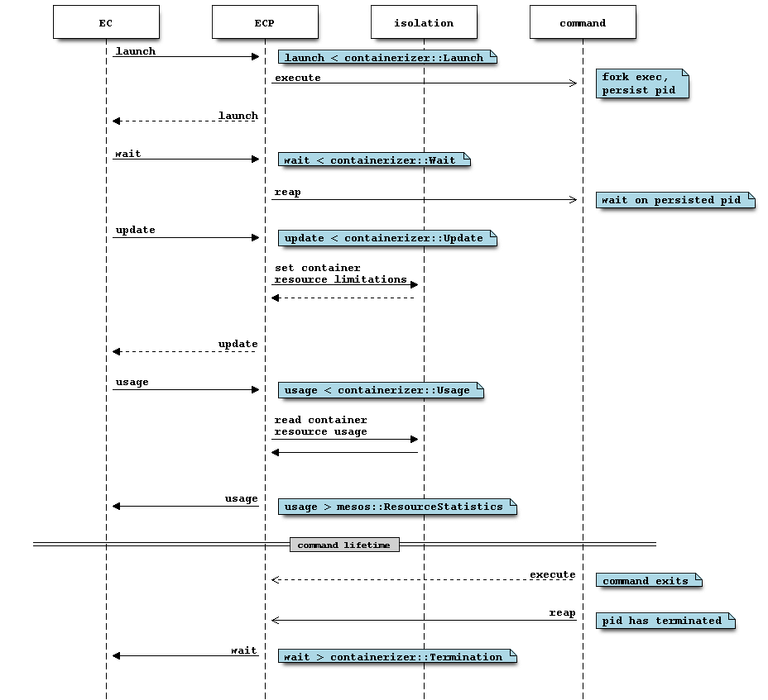 EC
ECP
isolation
command
launch
launch < containerizer::Launch
execute
fork exec,
persist pid
launch
wait
wait < containerizer::Wait
reap
wait on persisted pid
update
update < containerizer::Update
set container
resource limitations
update
usage
usage < containerizer::Usage
read container
resource usage
usage
usage > mesos::ResourceStatistics
command lifetime
execute
command exits
reap
pid has terminated
wait
wait > containerizer::Termination